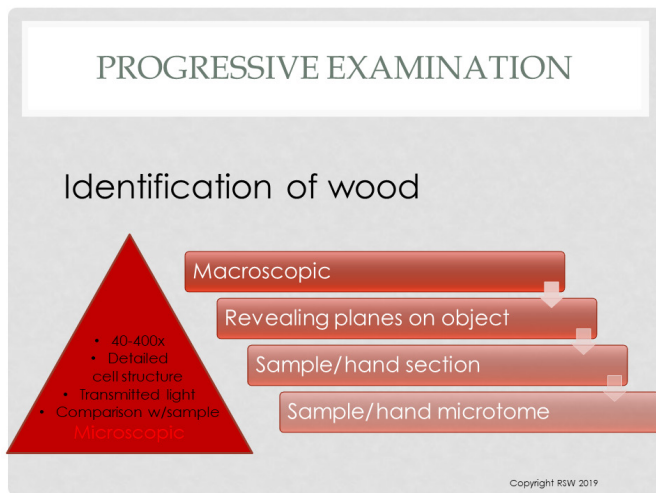 PROGRESSIVE EXAMINATION
Identification of wood
• 40-400x
• Detailed
cell structure
• Transmitted light
• Comparison w/sample
Microscopic
Macroscopic
Revealing planes on object
Sample/hand section
Sample/hand microtome
Copyright RSW 2019